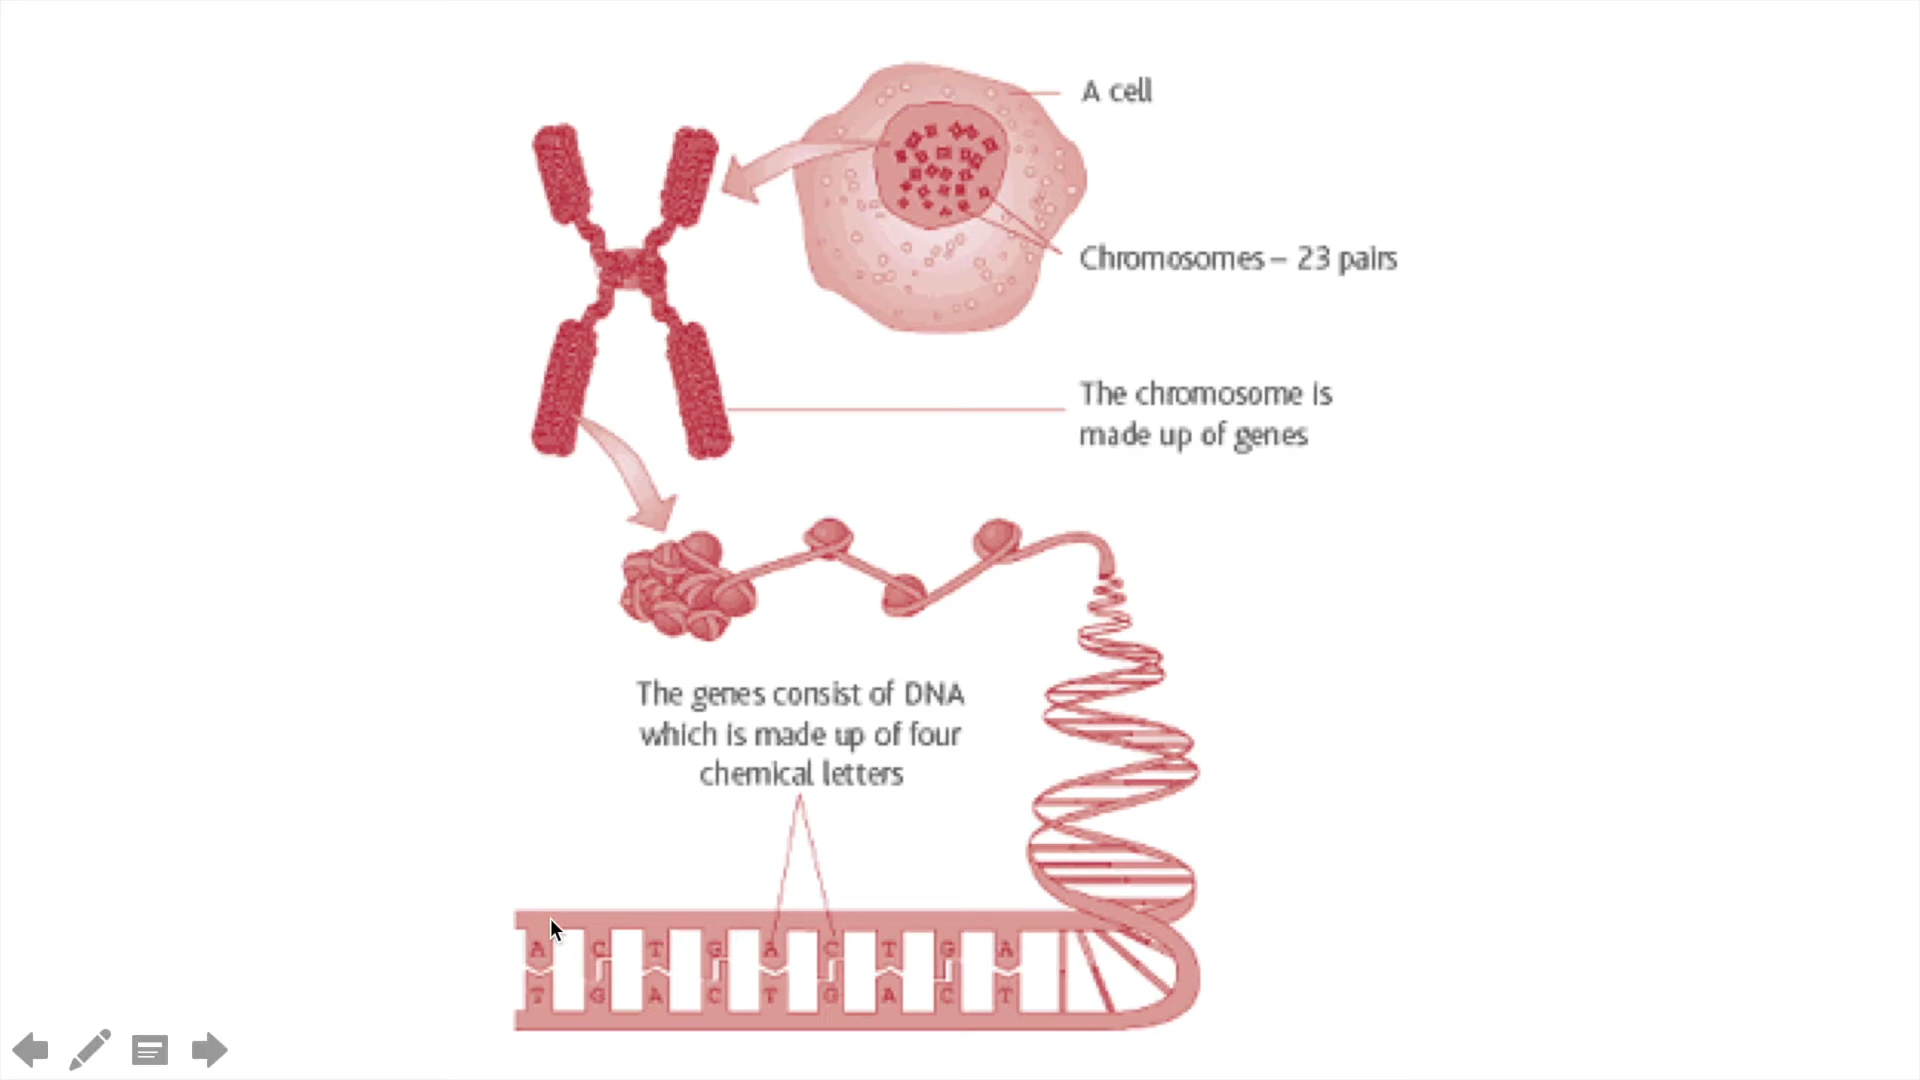 A cell
Chromosomes – 23 pairs
The chromosome is
made up of genes
The genes consist of DNA
which is made up of four
chemical letters
A C T G A C T G A
T G A C T G A C T